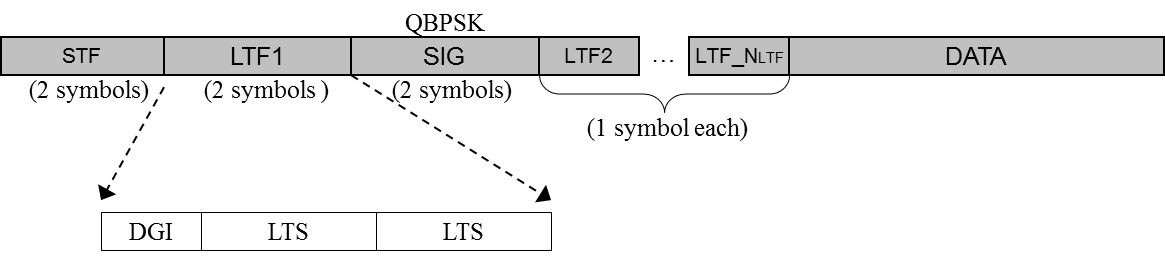 QBPSK
STF LTF1 SIG LTF2 ... LTF_NLTF DATA
(2 symbols) (2 symbols ) (2 symbols)
(1 symbol each)
DGI LTS LTS